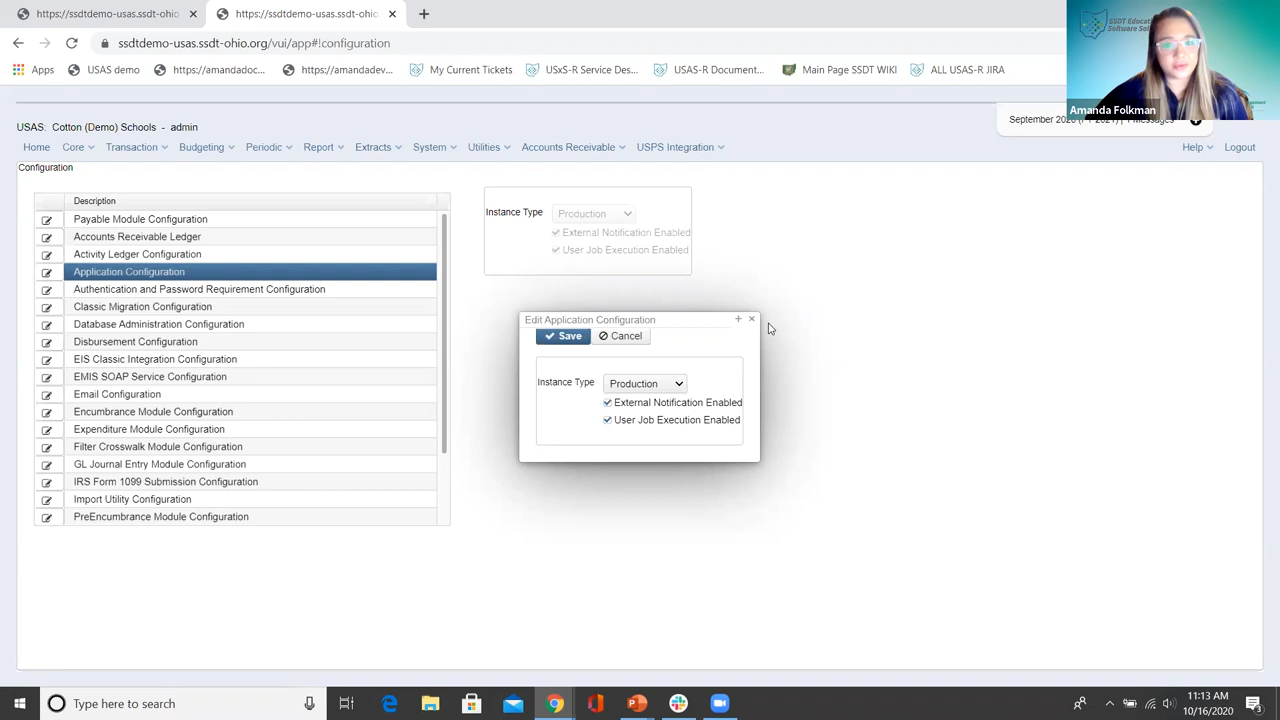 https://ssdtdemo-usas.ssdt-ohio
https://ssdtdemo-usas.ssdt-ohio.
ssdtdemo-usas.ssdt-ohio.org/vui/app#!configuration
Apps
USAS demo
https://amandadoc...
https://amandadev...
My Current Tickets
USxS-R Service Des...
USAS-R Document...
Main Page SSDT WIKI
ALL USAS-R JIRA
SSDT Educa
Software Sol
Amanda Folkman
USAS: Cotton (Demo) Schools - admin
Home
Core
Transaction
Budgeting
Periodic
Report
Extracts
System
Utilities
Accounts Receivable
USPS Integration
Help
Logout
Configuration
Description
Payable Module Configuration
Accounts Receivable Ledger
Activity Ledger Configuration
Application Configuration
Authentication and Password Requirement Configuration
Classic Migration Configuration
Database Administration Configuration
Disbursement Configuration
EIS Classic Integration Configuration
EMIS SOAP Service Configuration
Email Configuration
Encumbrance Module Configuration
Expenditure Module Configuration
Filter Crosswalk Module Configuration
GL Journal Entry Module Configuration
IRS Form 1099 Submission Configuration
Import Utility Configuration
PreEncumbrance Module Configuration
Instance Type Production
External Notification Enabled
User Job Execution Enabled
Edit Application Configuration
Save Cancel
Instance Type Production
External Notification Enabled
User Job Execution Enabled
Type here to search
11:13 AM
10/16/2020
3